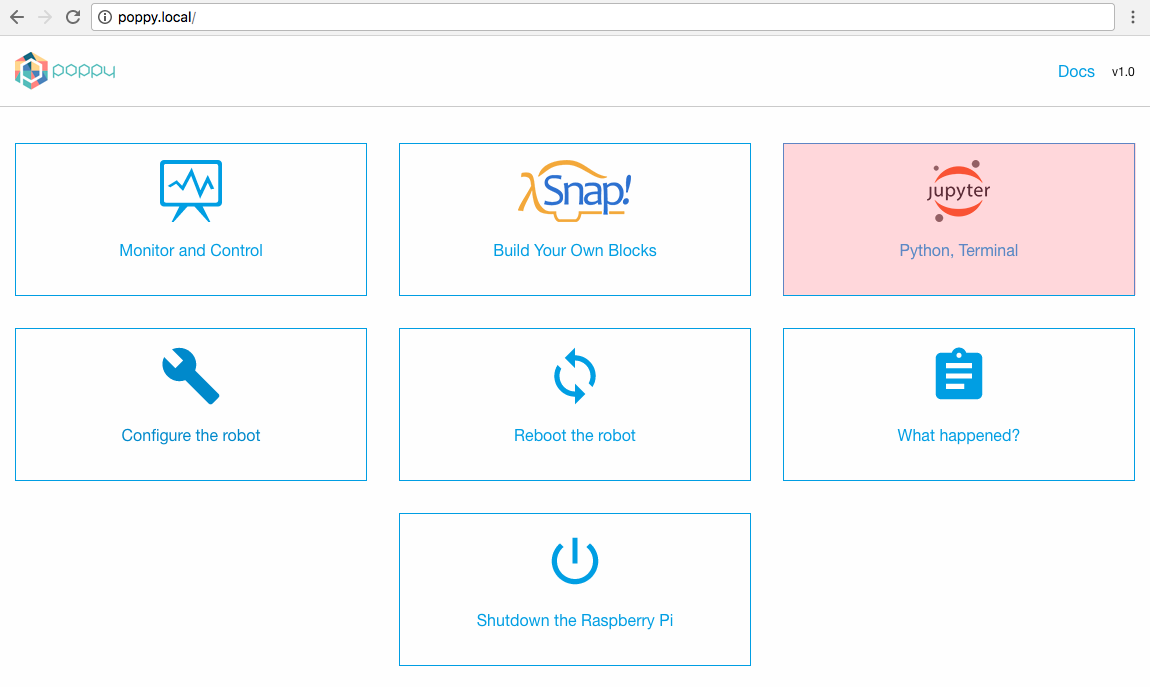 poppy.local/
poppy
Docs v1.0
λSnap!
jupyter
Monitor and Control
Build Your Own Blocks
Python, Terminal
Configure the robot
Reboot the robot
What happened?
Shutdown the Raspberry Pi